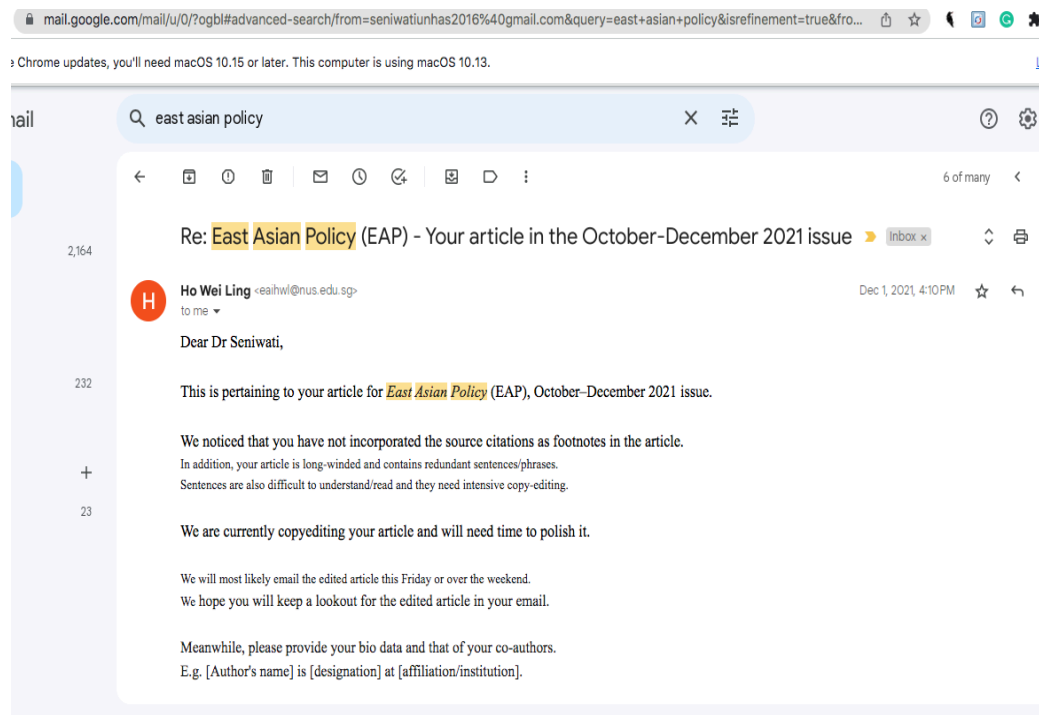 mail.google.com/mail/u/0/?ogbl#advanced-search/from=seniwatiunhas2016%40gmail.com&query=east+asian+policy&isrefinement=true&fro...
Chrome updates, you'll need macOS 10.15 or later. This computer is using macOS 10.13.
east asian policy
6 of many
Re: East Asian Policy (EAP) - Your article in the October-December 2021 issue
Inbox x
2,164
H
Ho Wei Ling <eaihwl@nus.edu.sg>
Dec 1, 2021, 4:10 PM
to me
Dear Dr Seniwati,
232
This is pertaining to your article for East Asian Policy (EAP), October–December 2021 issue.
We noticed that you have not incorporated the source citations as footnotes in the article.
In addition, your article is long-winded and contains redundant sentences/phrases.
Sentences are also difficult to understand/read and they need intensive copy-editing.
23
We are currently copyediting your article and will need time to polish it.
We will most likely email the edited article this Friday or over the weekend.
We hope you will keep a lookout for the edited article in your email.
Meanwhile, please provide your bio data and that of your co-authors.
E.g. [Author's name] is [designation] at [affiliation/institution].